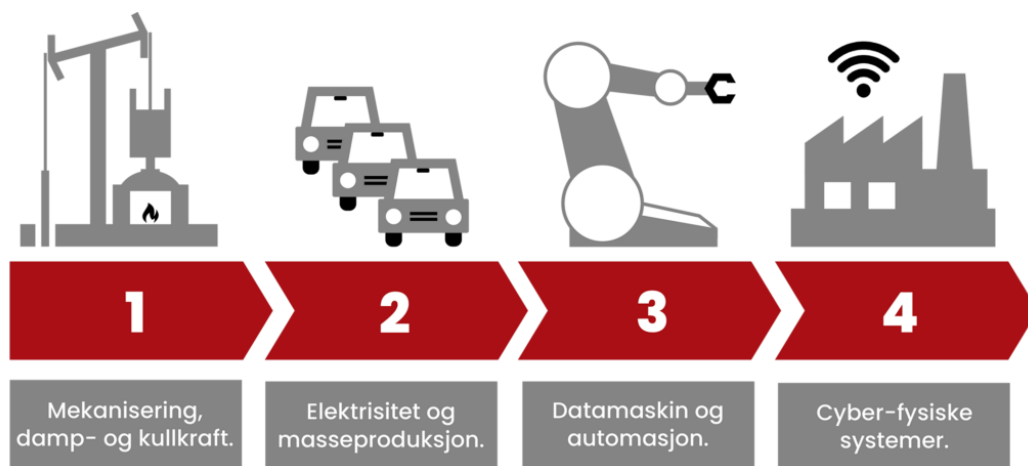 1
2
3
4
Mekanisering,
damp- og kullkraft.
Elektrisitet og
masseproduksjon.
Datamaskin og
automasjon.
Cyber-fysiske
systemer.